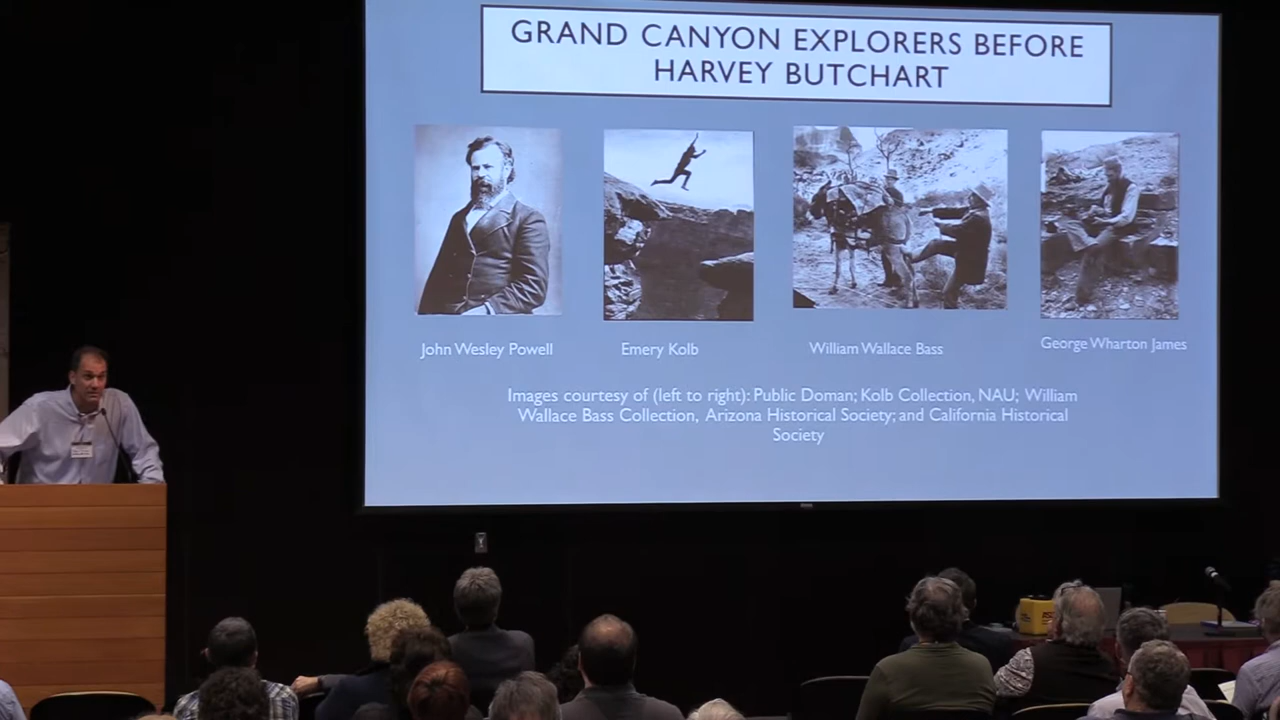 GRAND CANYON EXPLORERS BEFORE
HARVEY BUTCHART
John Wesley Powell
Emery Kolb
William Wallace Bass
George Wharton James
Images courtesy of (left to right): Public Doman; Kolb Collection, NAU; William
Wallace Bass Collection, Arizona Historical Society; and California Historical
Society